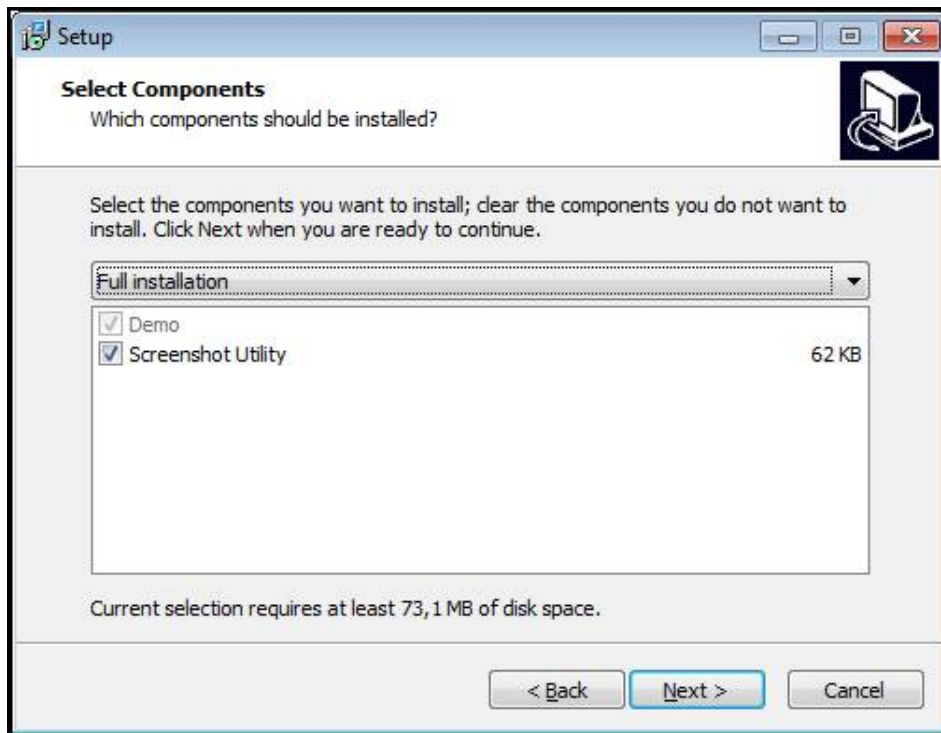 Setup
Select Components
Which components should be installed?
Select the components you want to install; clear the components you do not want to
install. Click Next when you are ready to continue.
Full installation
Demo
Screenshot Utility 62 KB
Current selection requires at least 73,1 MB of disk space.
< Back Next > Cancel